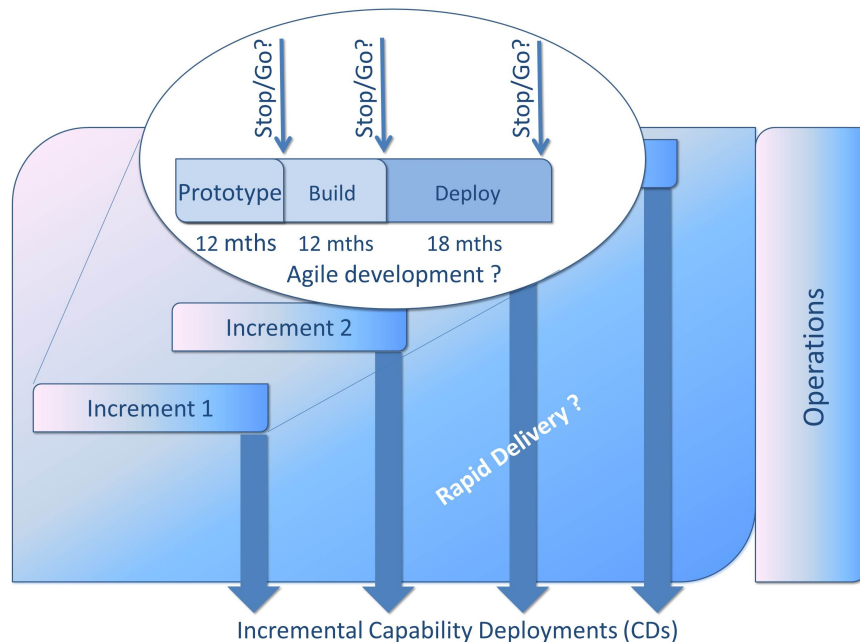 Stop/Go?
Stop/Go?
Stop/Go?
Prototype
Build
Deploy
12 mths
12 mths
18 mths
Agile development ?
Increment 2
Increment 1
Rapid Delivery ?
Operations
Incremental Capability Deployments (CDs)